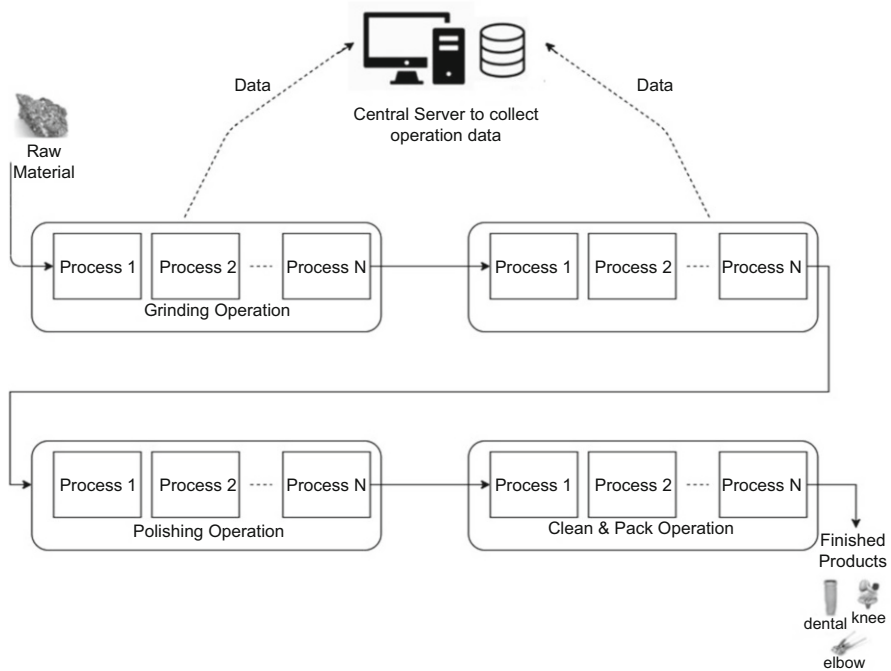 Data
Data
Central Server to collect
operation data
Raw
Material
Process 1
Process 2
Process N
Grinding Operation
Process 1
Process 2
Process N
Process 1
Process 2
Process N
Polishing Operation
Process 1
Process 2
Process N
Clean & Pack Operation
Finished
Products
dental
knee
elbow